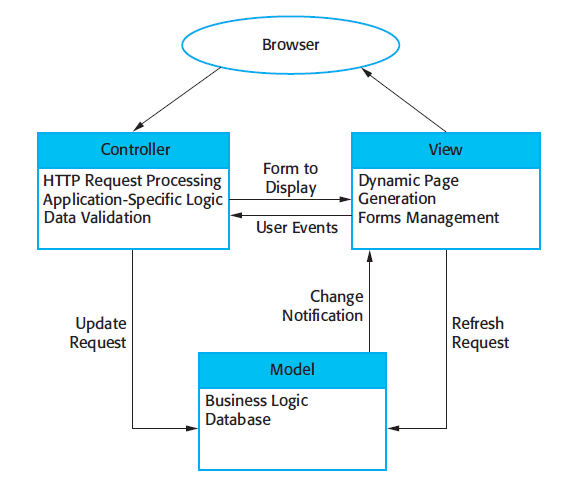 Browser
Controller
HTTP Request Processing
Application-Specific Logic
Data Validation
Form to
Display
User Events
View
Dynamic Page
Generation
Forms Management
Update
Request
Change
Notification
Refresh
Request
Model
Business Logic
Database